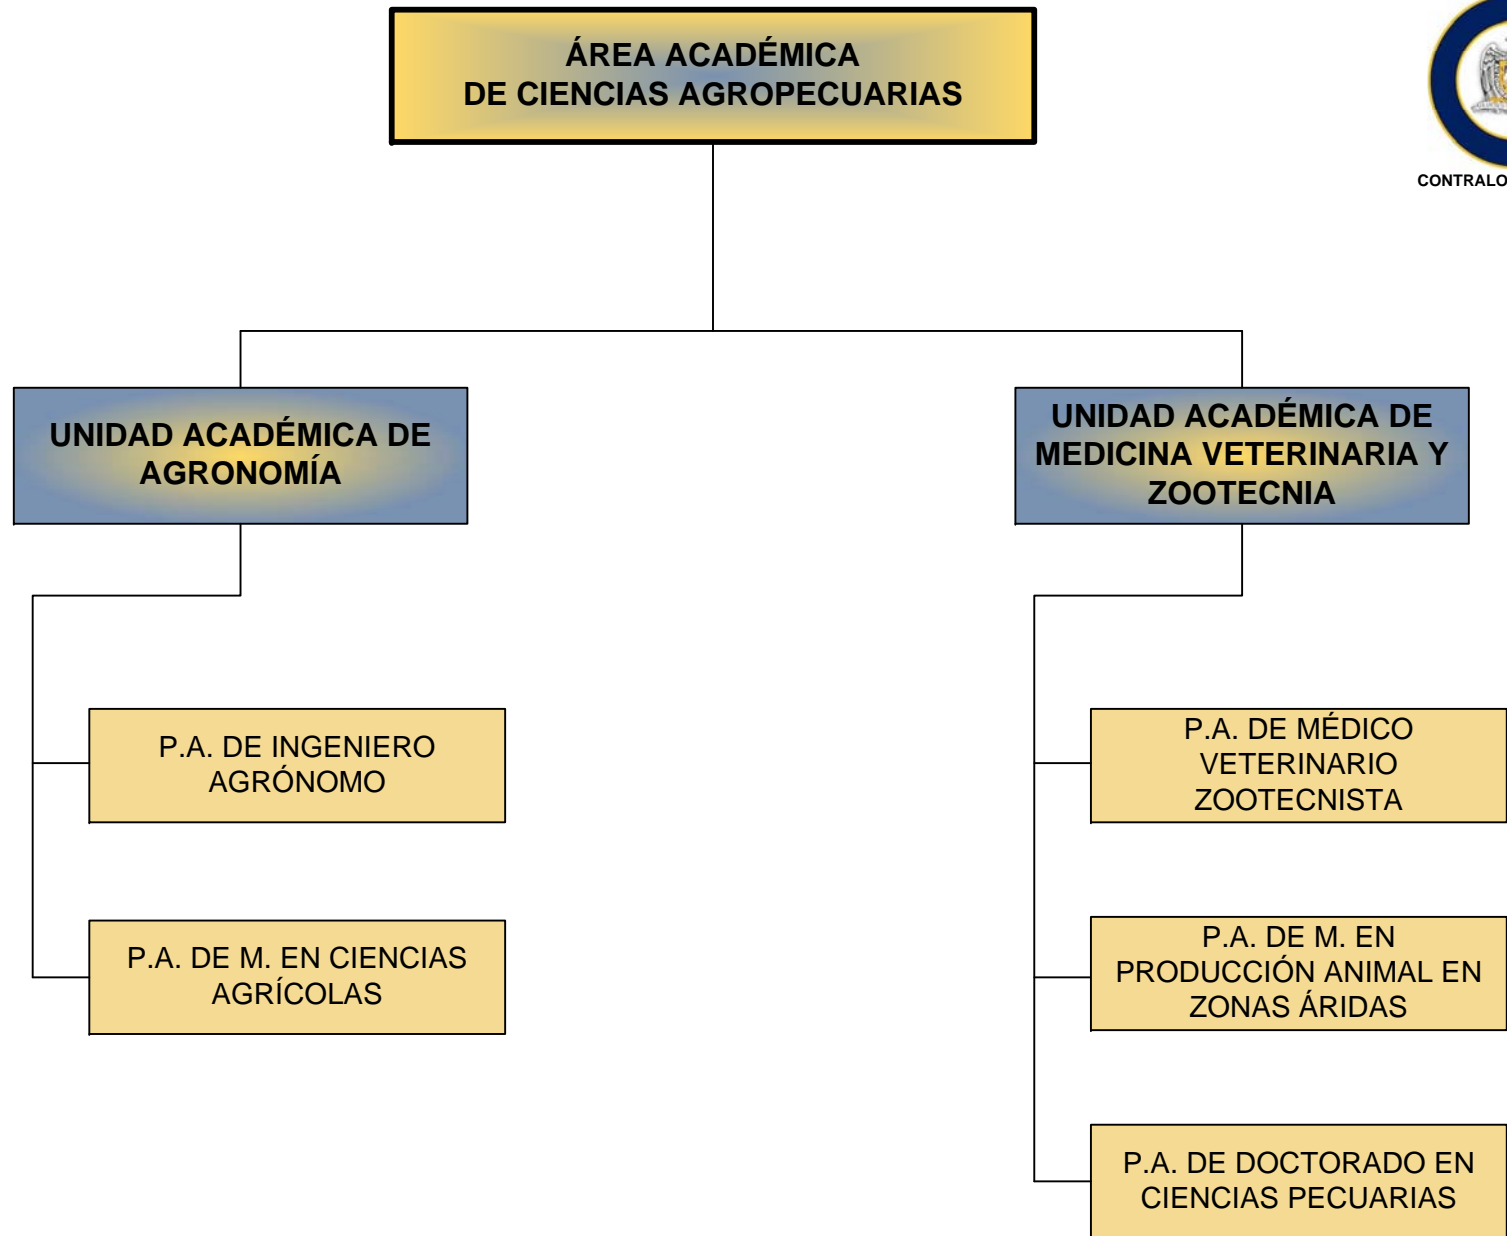 ÁREA ACADÉMICA
DE CIENCIAS AGROPECUARIAS
UNIDAD ACADÉMICA DE
AGRONOMÍA
P.A. DE INGENIERO
AGRÓNOMO
P.A. DE M. EN CIENCIAS
AGRÍCOLAS
UNIDAD ACADÉMICA DE
MEDICINA VETERINARIA Y
ZOOTECNIA
P.A. DE MÉDICO
VETERINARIO
ZOOTECNISTA
P.A. DE M. EN
PRODUCCIÓN ANIMAL EN
ZONAS ÁRIDAS
P.A. DE DOCTORADO EN
CIENCIAS PECUARIAS
CONTRALO